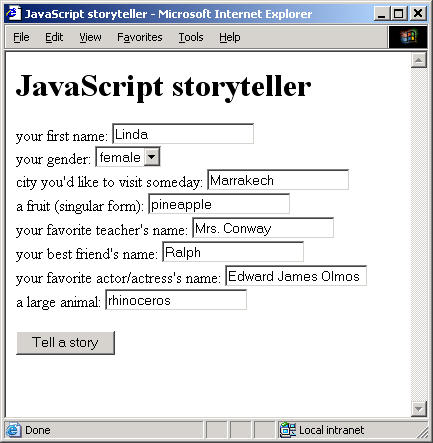 JavaScript storyteller - Microsoft Internet Explorer
File Edit View Favorites Tools Help
JavaScript storyteller
your first name: Linda
your gender: female
city you'd like to visit someday: Marrakech
a fruit (singular form): pineapple
your favorite teacher's name: Mrs. Conway
your best friend's name: Ralph
your favorite actor/actress's name: Edward James Olmos
a large animal: rhinoceros
Tell a story
Done Local intranet